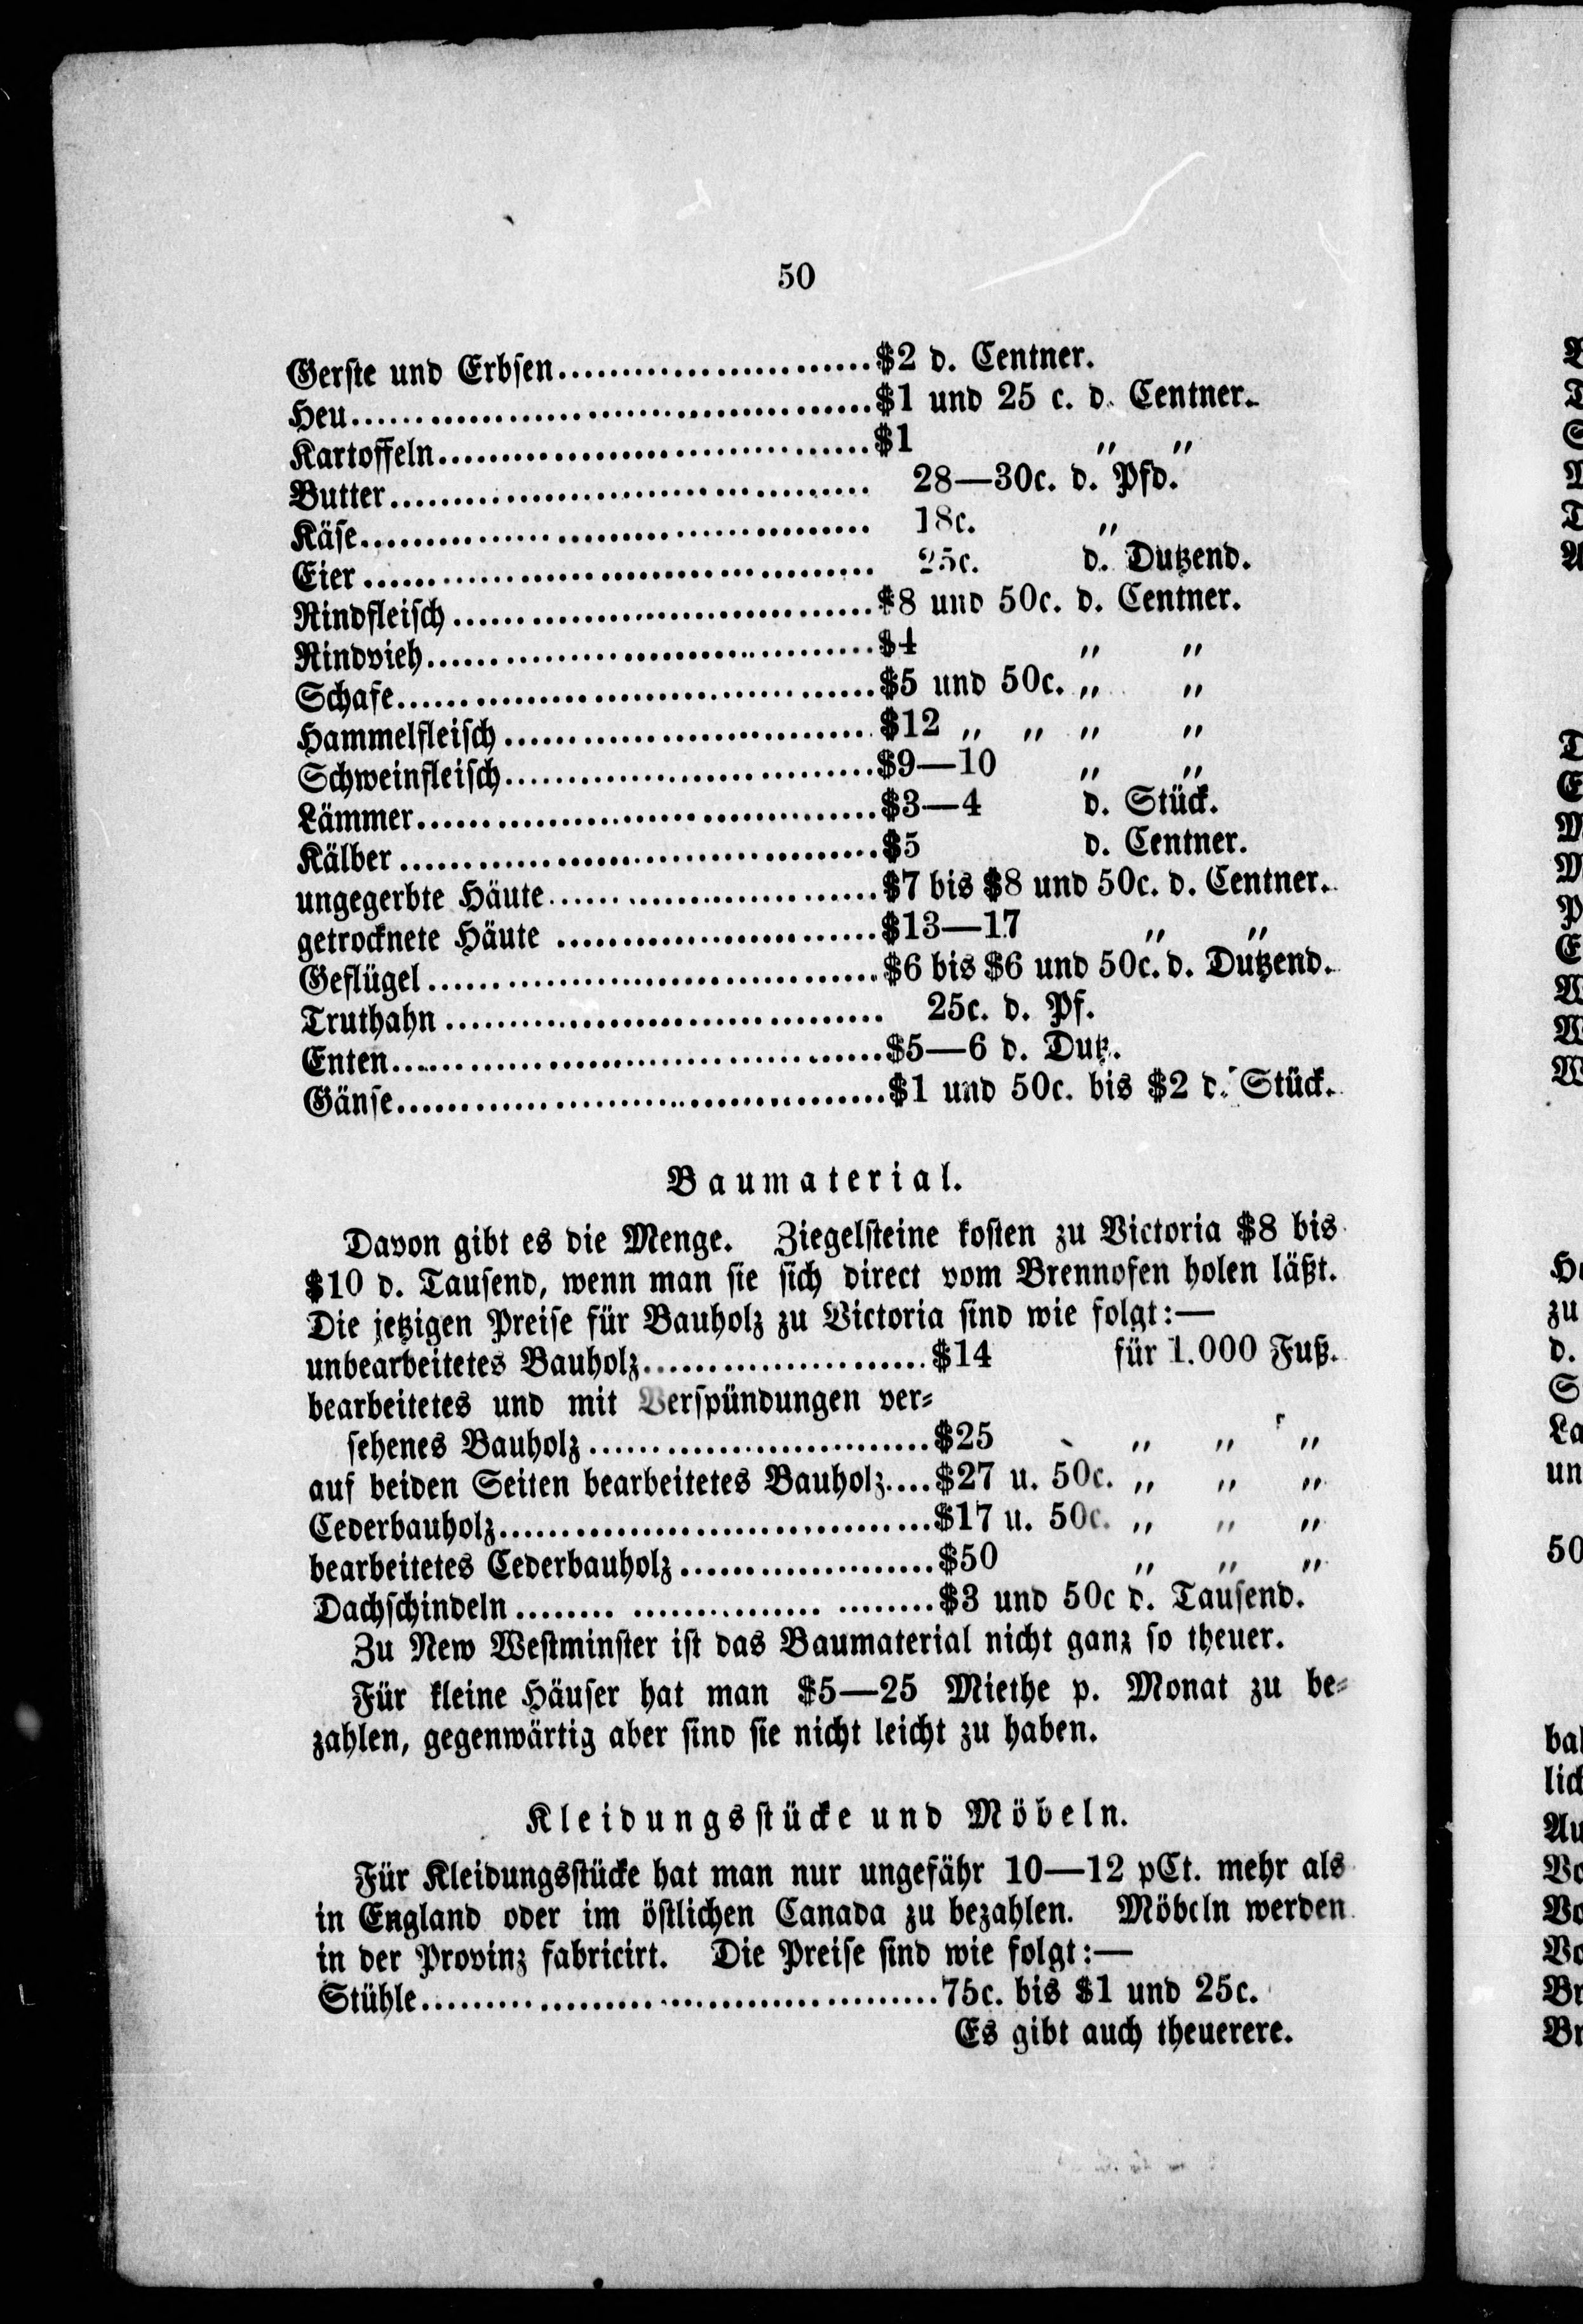 50
Gerste und Erbsen........................$2 d. Centner.
Heu........................................$1 und 25 c. d. Centner.
Kartoffeln.................................$1 „ „
Butter..................................... 28—30c. d. Pfd.
Käse....................................... 18c. „
Eier....................................... 25c. d. Dutzend.
Rindfleisch................................$8 und 50c. d. Centner.
Rindvieh...................................$4 „ „
Schafe.....................................$5 und 50c. „ „
Hammelfleisch............................$12 „ „ „ „
Schweinfleisch............................$9—10 „ „
Lämmer...................................$3—4 d. Stück.
Kälber.....................................$5 d. Centner.
ungegerbte Häute.........................$7 bis $8 und 50c. d. Centner.
getrocknete Häute ........................$13—17 „ „
Geflügel...................................$6 bis $6 und 50c. d. Dutzend.
Truthahn.................................. 25c. d. Pf.
Enten......................................$5—6 d. Dutz.
Gänse......................................$1 und 50c. bis $2 d. Stück.
Baumaterial.
Davon gibt es die Menge. Ziegelsteine kosten zu Victoria $8 bis
$10 d. Tausend, wenn man sie sich direct vom Brennofen holen läßt.
Die jetzigen Preise für Bauholz zu Victoria sind wie folgt:—
unbearbeitetes Bauholz......................$14 für 1.000 Fuß.
bearbeitetes und mit Verspündungen ver-
sehenes Bauholz..........................$25 „ „ „
auf beiden Seiten bearbeitetes Bauholz....$27 u. 50c. „ „ „
Cederbauholz.................................$17 u. 50c. „ „ „
bearbeitetes Cederbauholz....................$50 „ „ „
Dachschindeln........ ............... ........$3 und 50c d. Tausend.
Zu New Westminster ist das Baumaterial nicht ganz so theuer.
Für kleine Häuser hat man $5—25 Miethe p. Monat zu be-
zahlen, gegenwärtig aber sind sie nicht leicht zu haben.
Kleidungsstücke und Möbeln.
Für Kleidungsstücke hat man nur ungefähr 10—12 pCt. mehr als
in England oder im östlichen Canada zu bezahlen. Möbeln werden
in der Provinz fabricirt. Die Preise sind wie folgt:—
Stühle........................................75c. bis $1 und 25c.
Es gibt auch theuerere.